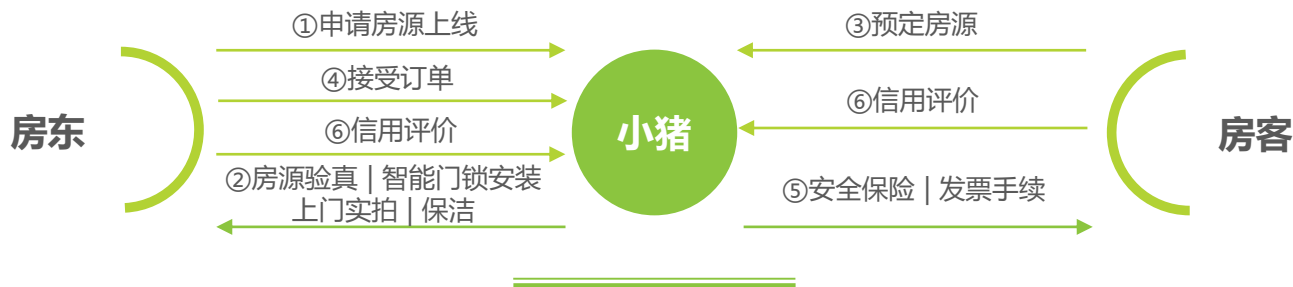 ①申请房源上线
④接受订单
⑥信用评价
②房源验真 | 智能门锁安装
上门实拍 | 保洁
房东
小猪
③预定房源
⑥信用评价
⑤安全保险 | 发票手续
房客